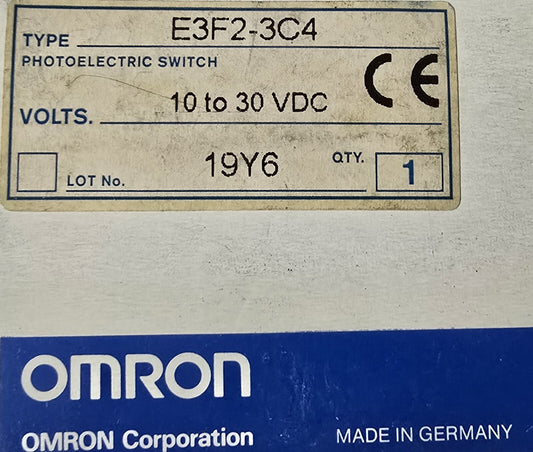 TYPE E3F2-3C4
PHOTOELECTRIC SWITCH
VOLTS. 10 to 30 VDC
CE
LOT No. 19Y6 QTY. 1
OMRON
OMRON Corporation MADE IN GERMANY